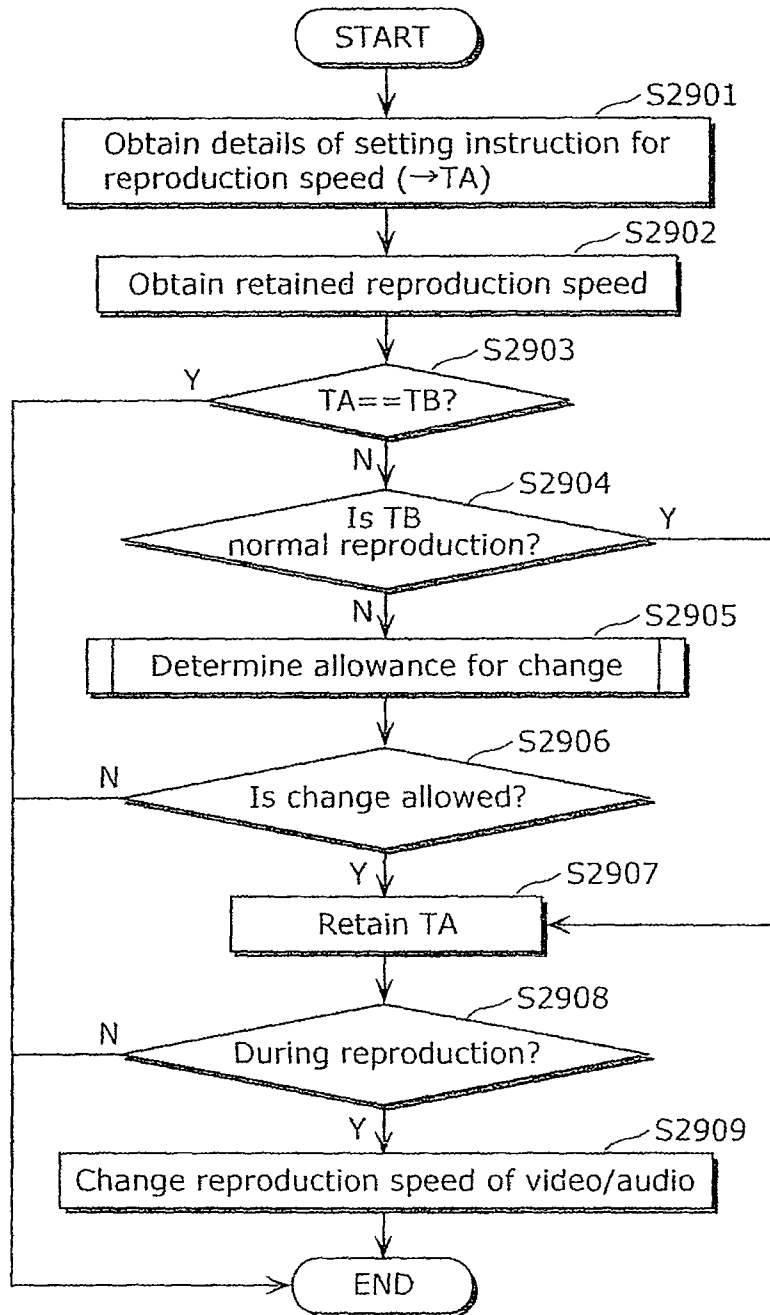 START
S2901
Obtain details of setting instruction for
reproduction speed (→TA)
S2902
Obtain retained reproduction speed
S2903
Y
TA==TB?
N
S2904
Is TB
normal reproduction?
Y
N
S2905
Determine allowance for change
S2906
N
Is change allowed?
Y
S2907
Retain TA
S2908
N
During reproduction?
Y
S2909
Change reproduction speed of video/audio
END